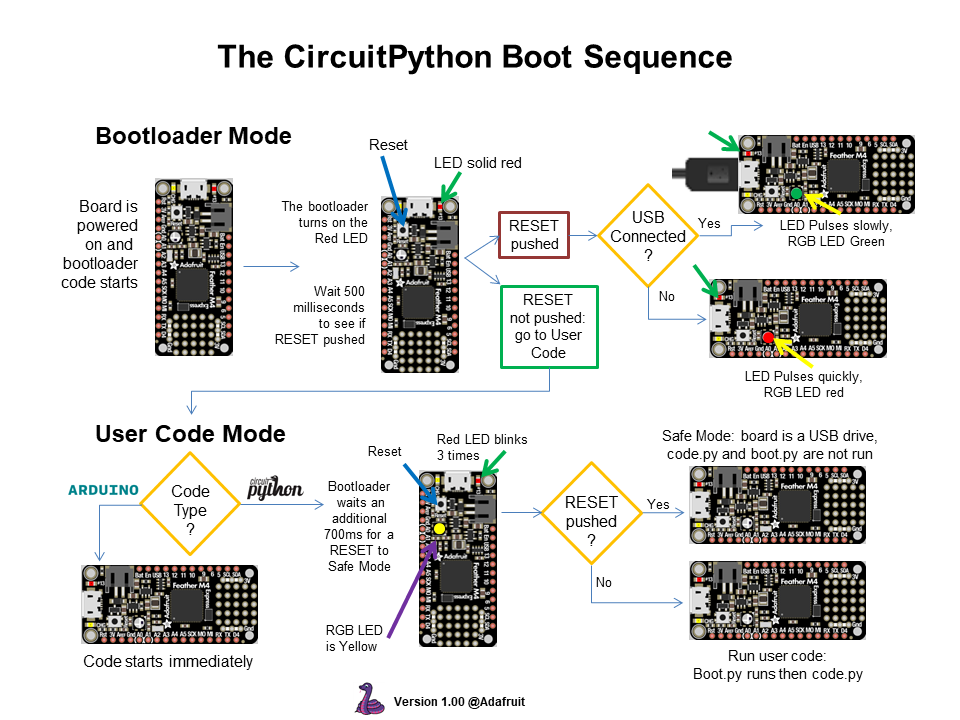 The CircuitPython Boot Sequence
Bootloader Mode
Board is
powered
on and
bootloader
code starts
Reset
LED solid red
The bootloader
turns on the
Red LED
Wait 500
milliseconds
to see if
RESET pushed
RESET
pushed
RESET
not pushed:
go to User
Code
USB
Connected
?
Yes
No
LED Pulses slowly,
RGB LED Green
LED Pulses quickly,
RGB LED red
User Code Mode
ARDUINO
Code
Type
?
circuit
python
Code starts immediately
Bootloader
waits an
additional
700ms for a
RESET to
Safe Mode
Reset
Red LED blinks
3 times
RGB LED
is Yellow
RESET
pushed
?
Yes
No
Safe Mode: board is a USB drive,
code.py and boot.py are not run
Run user code:
Boot.py runs then code.py
Version 1.00 @Adafruit